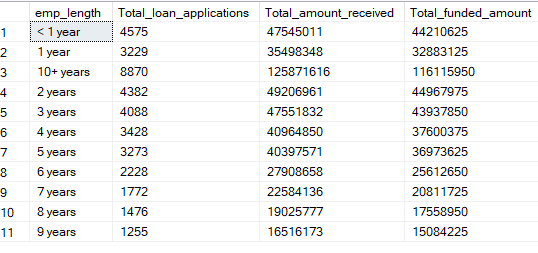 emp_length Total_loan_applications Total_amount_received Total_funded_amount
1 < 1 year 4575 47545011 44210625
2 1 year 3229 35498348 32883125
3 10+ years 8870 125871616 116115950
4 2 years 4382 49206961 44967975
5 3 years 4088 47551832 43937850
6 4 years 3428 40964850 37600375
7 5 years 3273 40397571 36973625
8 6 years 2228 27908658 25612650
9 7 years 1772 22584136 20811725
10 8 years 1476 19025777 17558950
11 9 years 1255 16516173 15084225